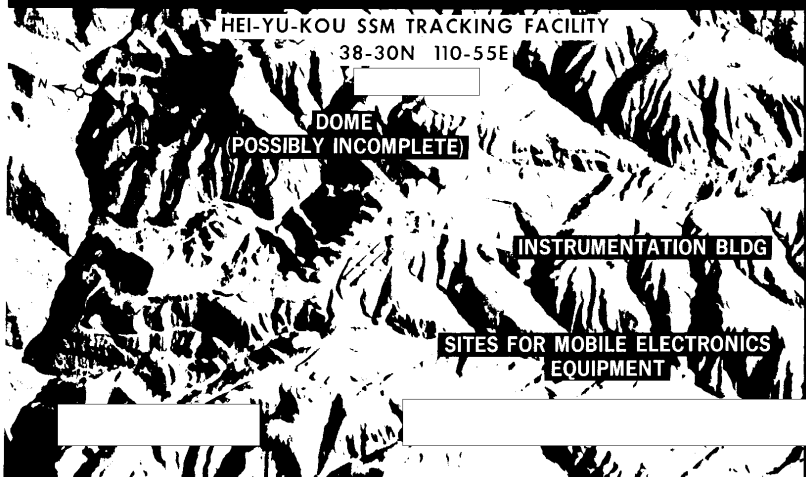 HEI-YU-KOU SSM TRACKING FACILITY
38-30N 110-55E
N
DOME
(POSSIBLY INCOMPLETE)
INSTRUMENTATION BLDG
SITES FOR MOBILE ELECTRONICS
EQUIPMENT